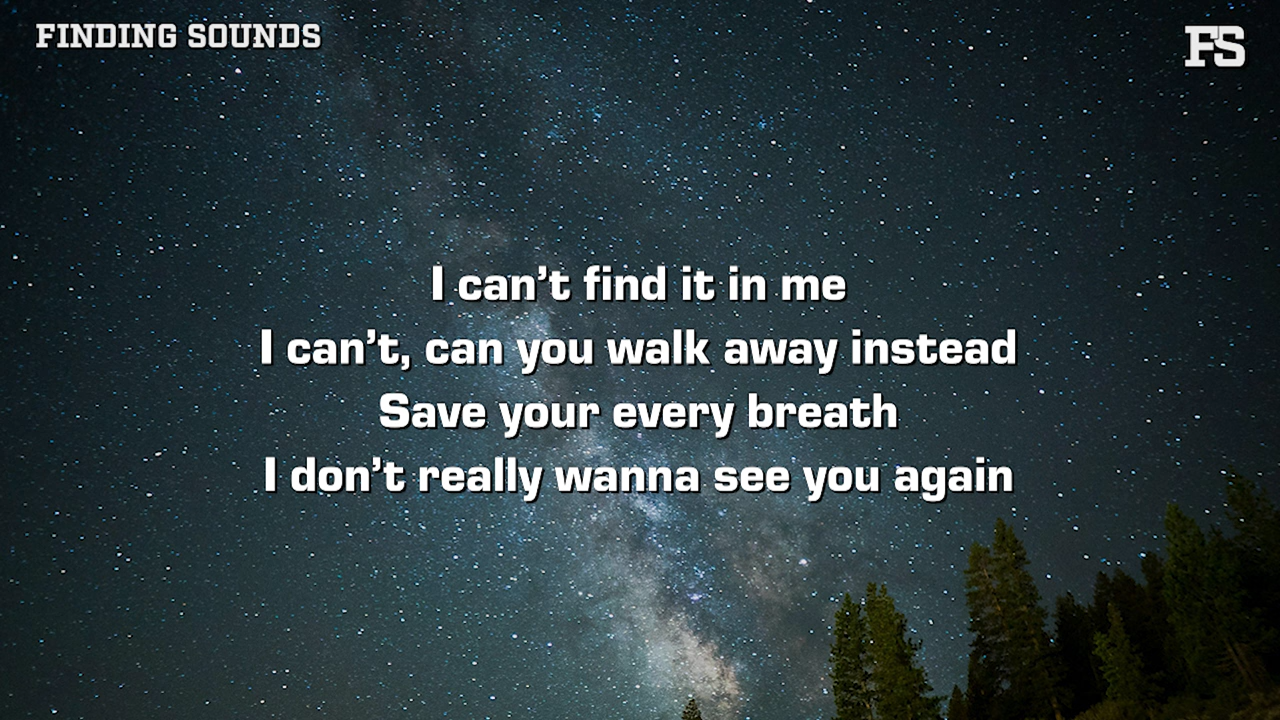 FINDING SOUNDS
FS
I can't find it in me
I can't, can you walk away instead
Save your every breath
I don't really wanna see you again